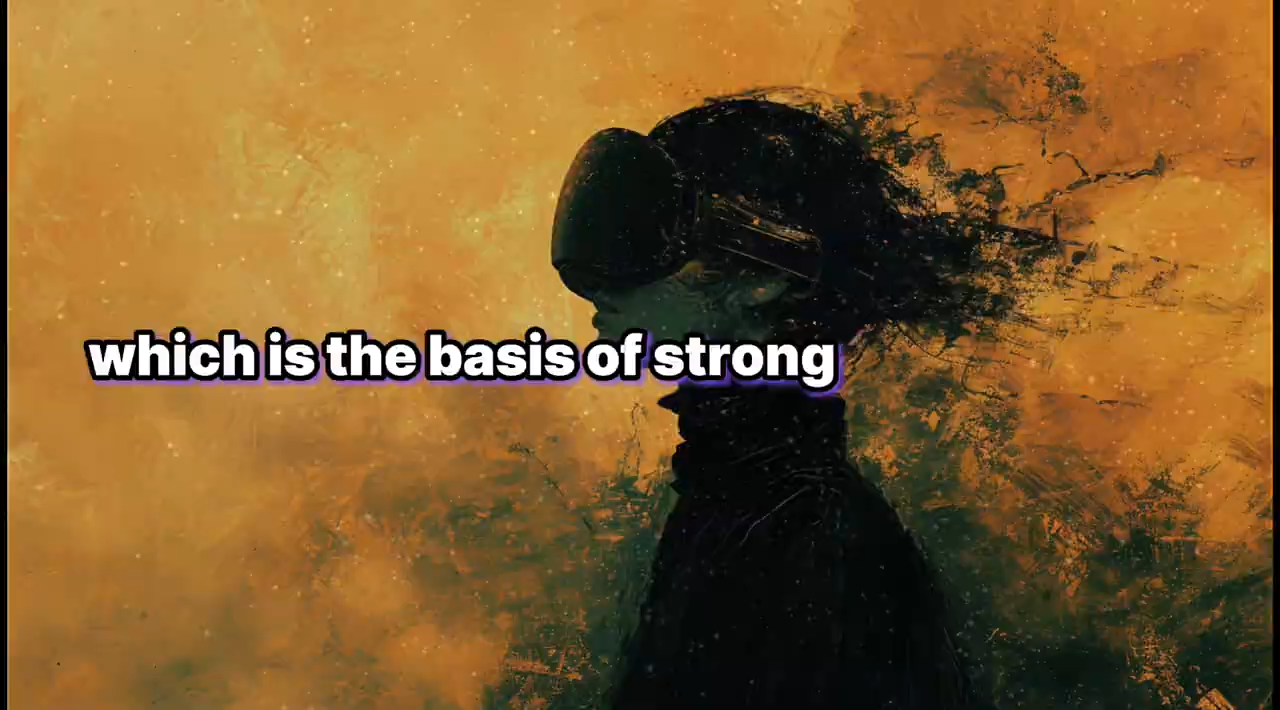 which is the basis of strong